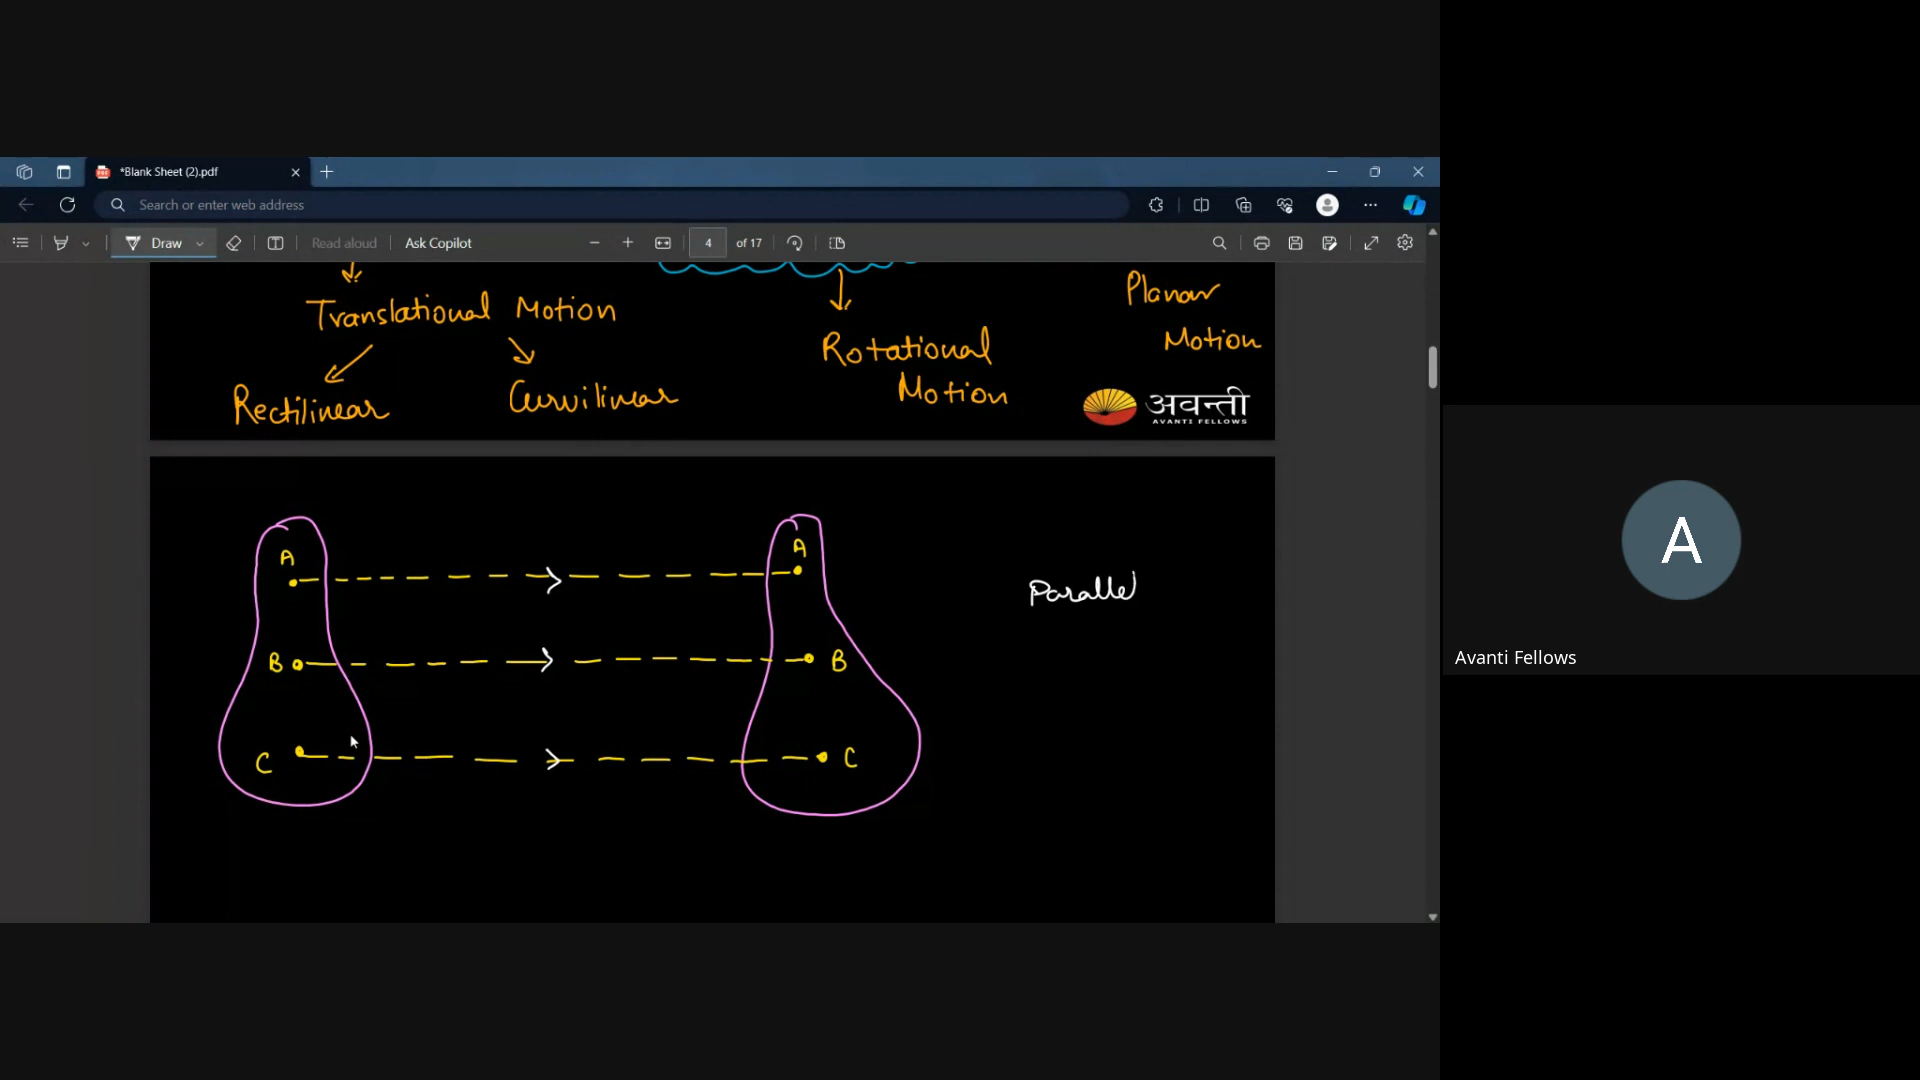 *Blank Sheet (2).pdf
Search or enter web address
Draw
Read aloud
Ask Copilot
4
of 17
Planar
Motion
Translational Motion
Rotational
Motion
Rectilinear
Curvilinear
अवन्ती
AVANTI FELLOWS
A
A
Parallel
B
B
C
C
A
Avanti Fellows